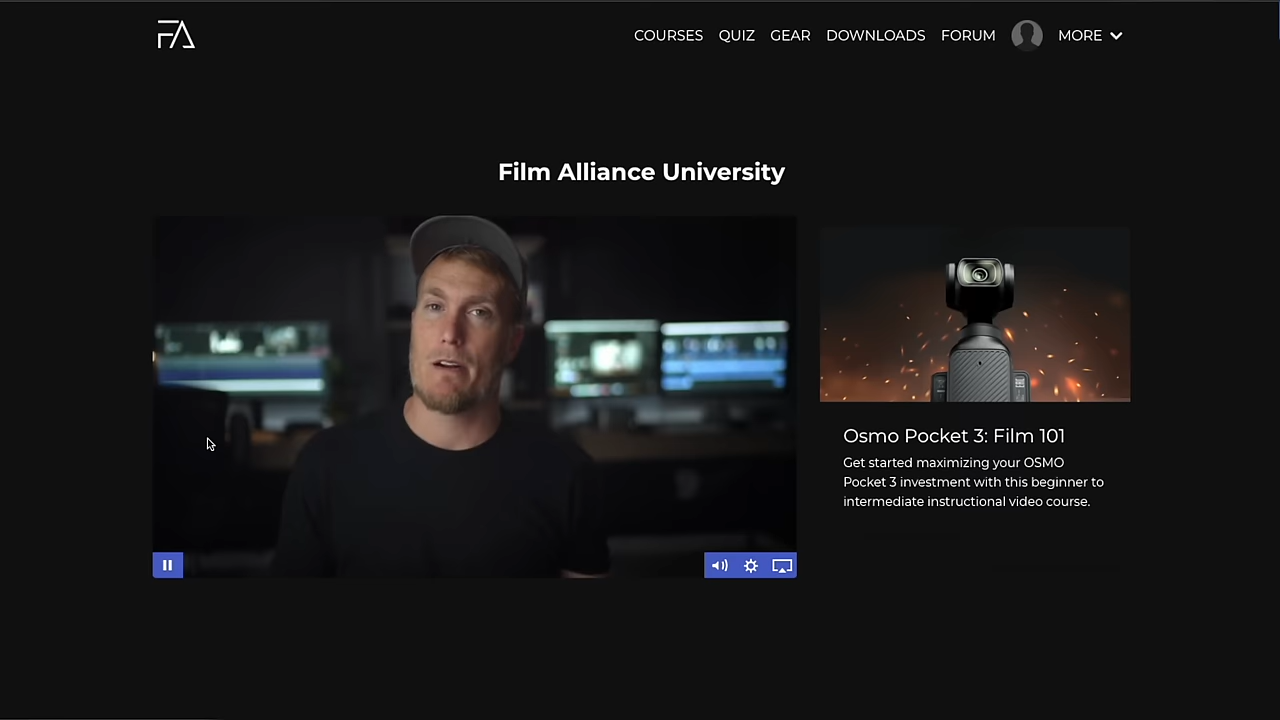 FA
COURSES QUIZ GEAR DOWNLOADS FORUM MORE
Film Alliance University
Osmo Pocket 3: Film 101
Get started maximizing your OSMO
Pocket 3 investment with this beginner to
intermediate instructional video course.